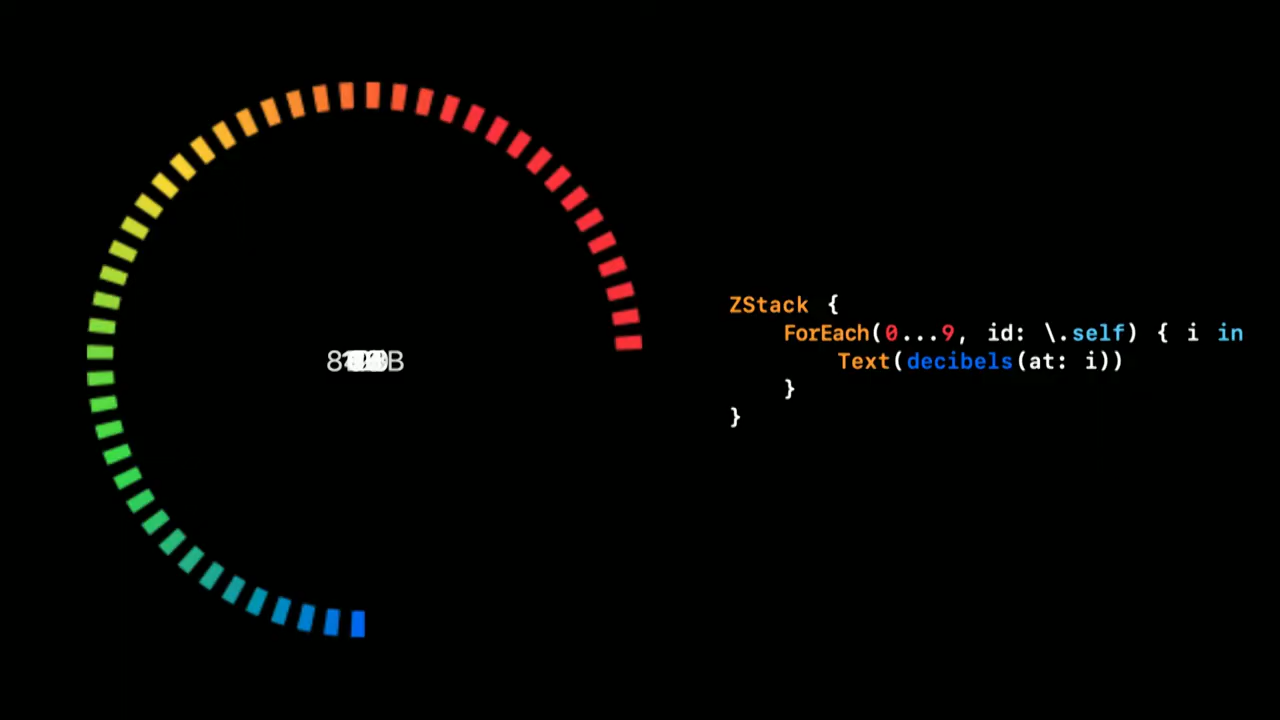 ZStack {
ForEach(0...9, id: \.self) { i in
Text(decibels(at: i))
}
}